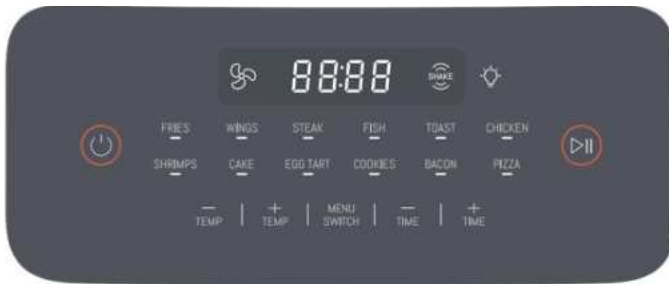 88:88 SHAKE
FRIES WINGS STEAK FISH TOAST CHICKEN
SHRIMPS CAKE EGG TART COOKIES BACON PIZZA
− TEMP | + TEMP | MENU SWITCH | − TIME | + TIME